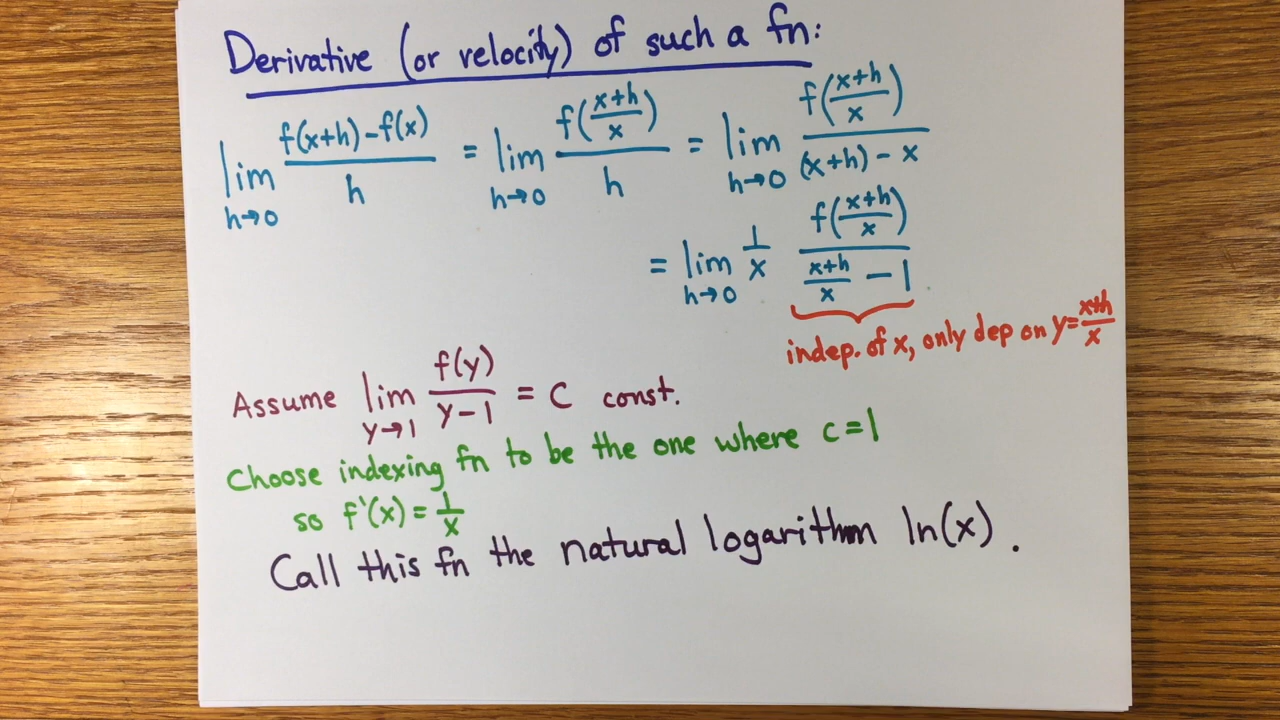 Derivative (or velocity) of such a fn:
lim h→0 (f(x+h)-f(x))/h = lim h→0 f((x+h)/x)/h = lim h→0 f((x+h)/x)/((x+h) - x)
= lim h→0 1/x f((x+h)/x)/((x+h)/x - 1)
indep. of x, only dep on y=(x+h)/x
Assume lim y→1 f(y)/(y-1) = C const.
Choose indexing fn to be the one where c=1
so f'(x)=1/x
Call this fn the natural logarithm ln(x).